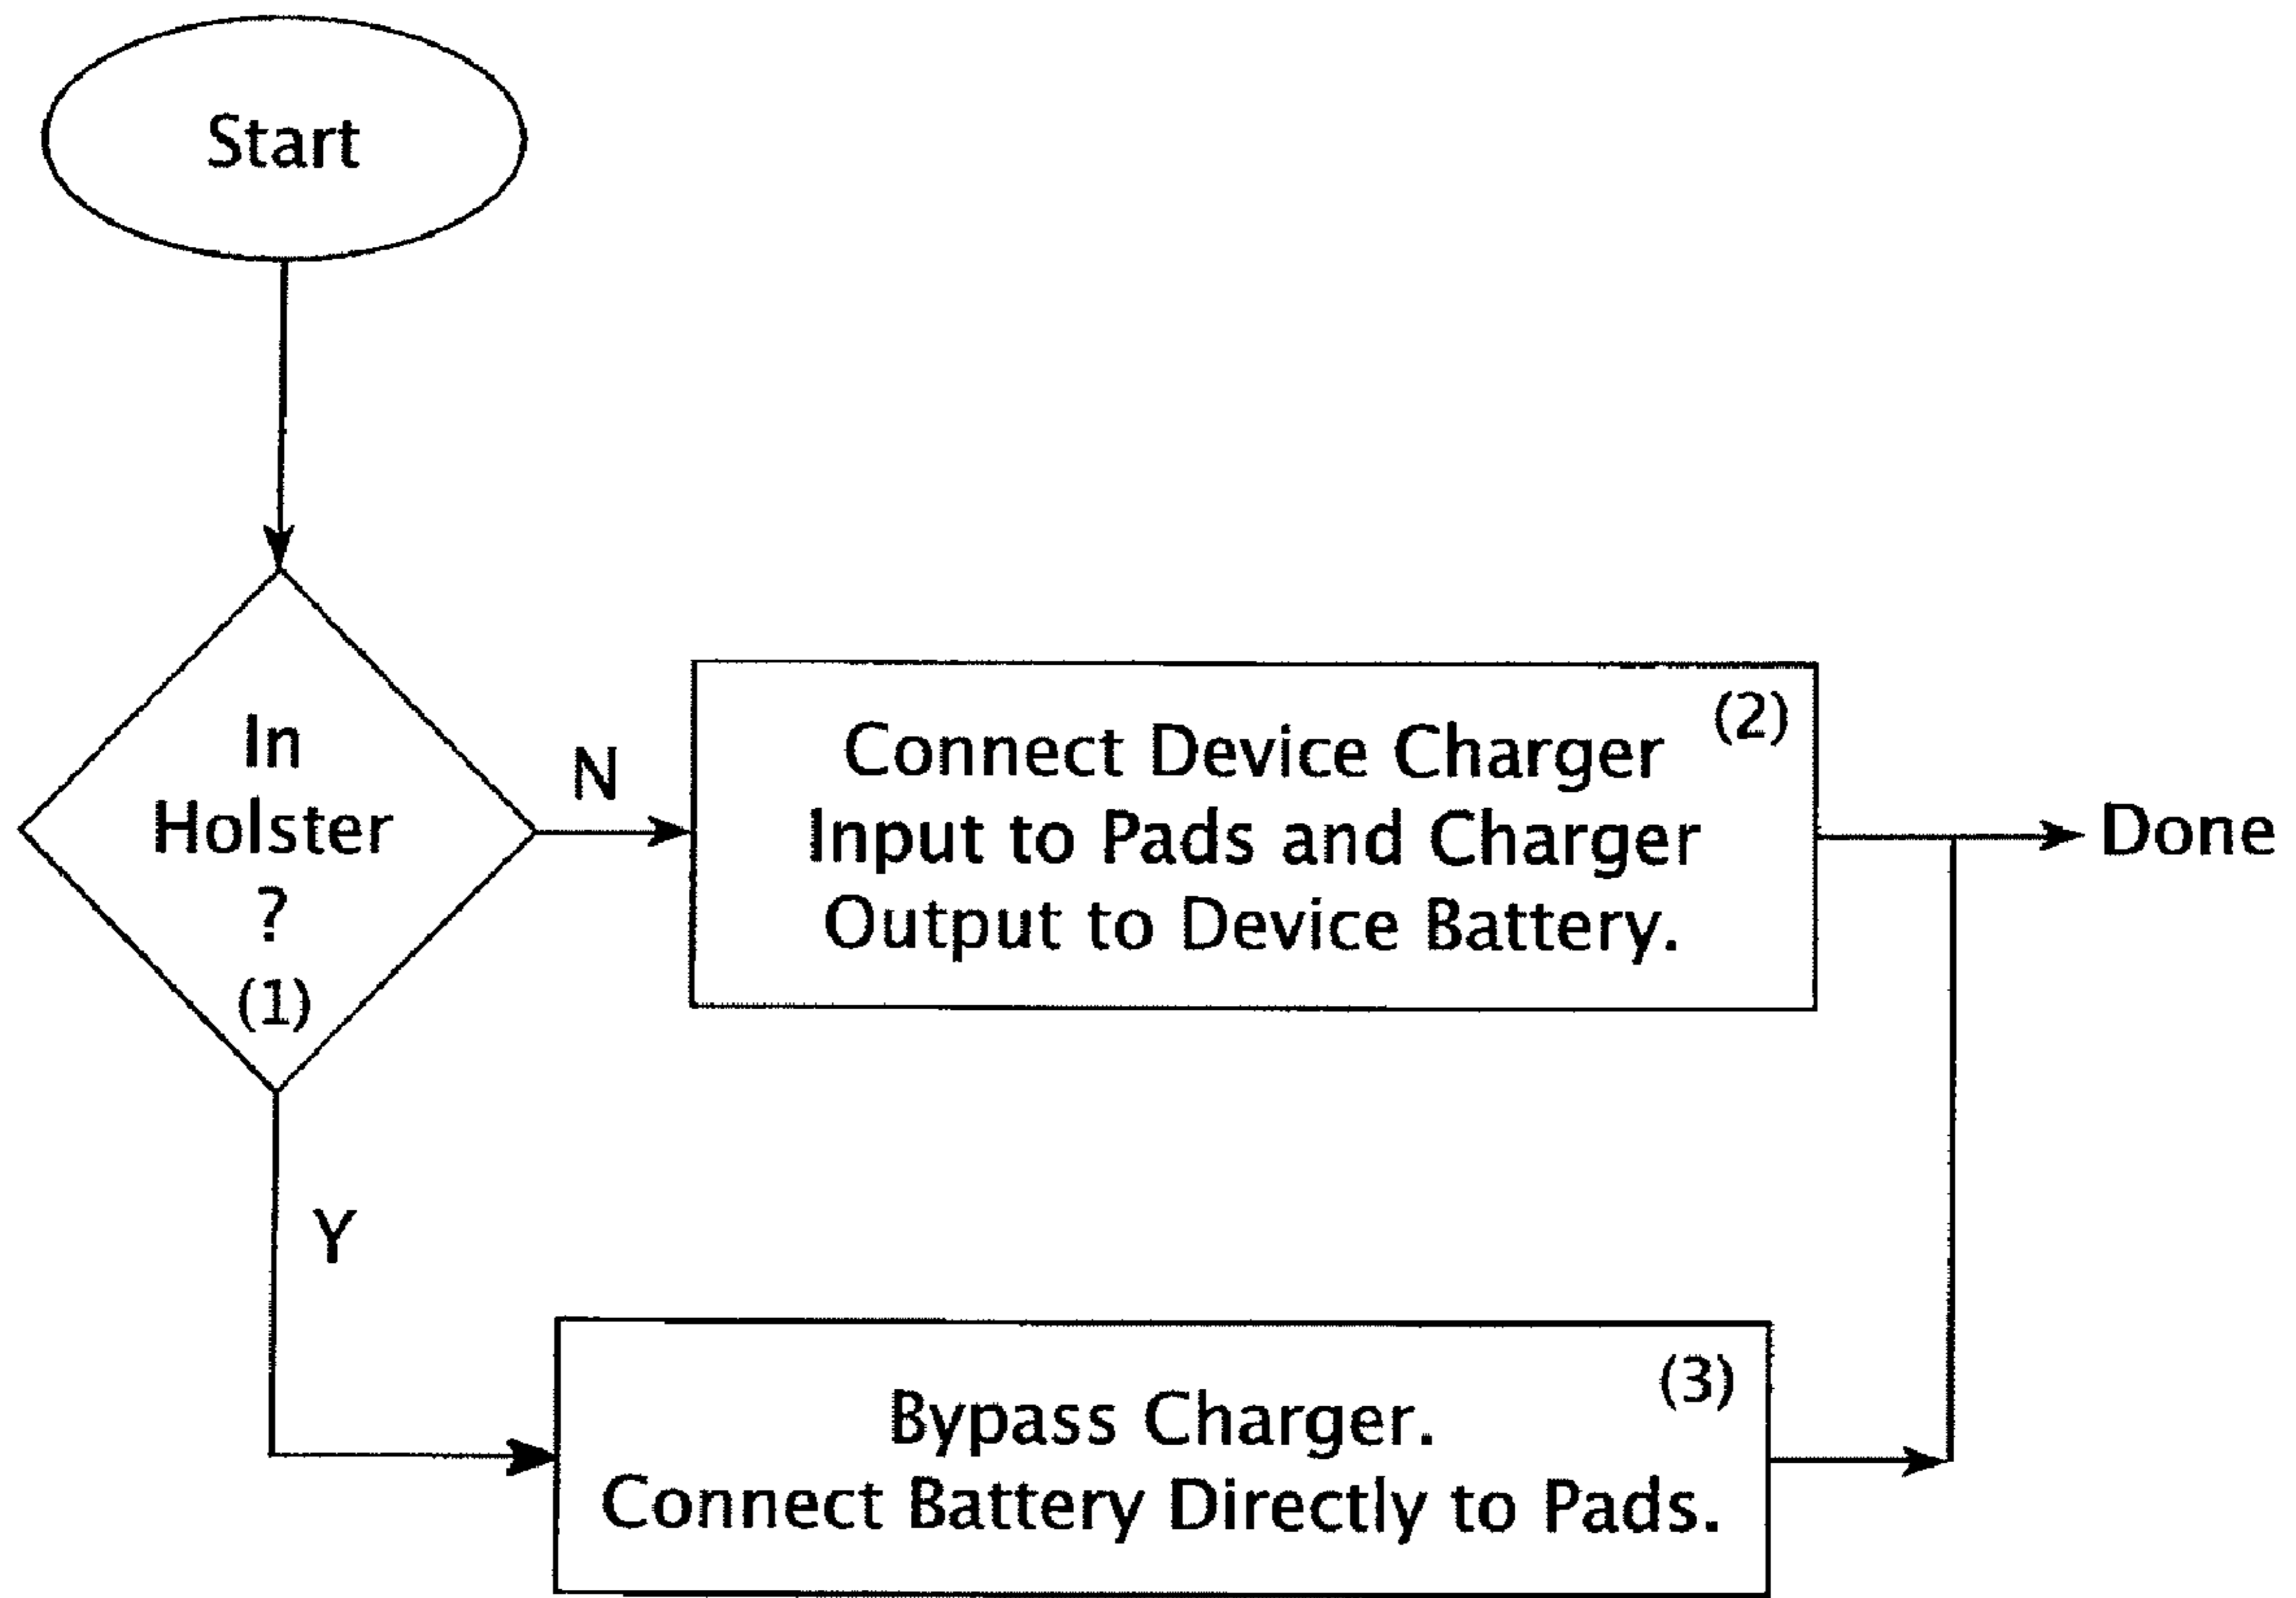 Start
In
Holster
?
(1)
N
(2)
Connect Device Charger
Input to Pads and Charger
Output to Device Battery.
Done
Y
(3)
Bypass Charger.
Connect Battery Directly to Pads.